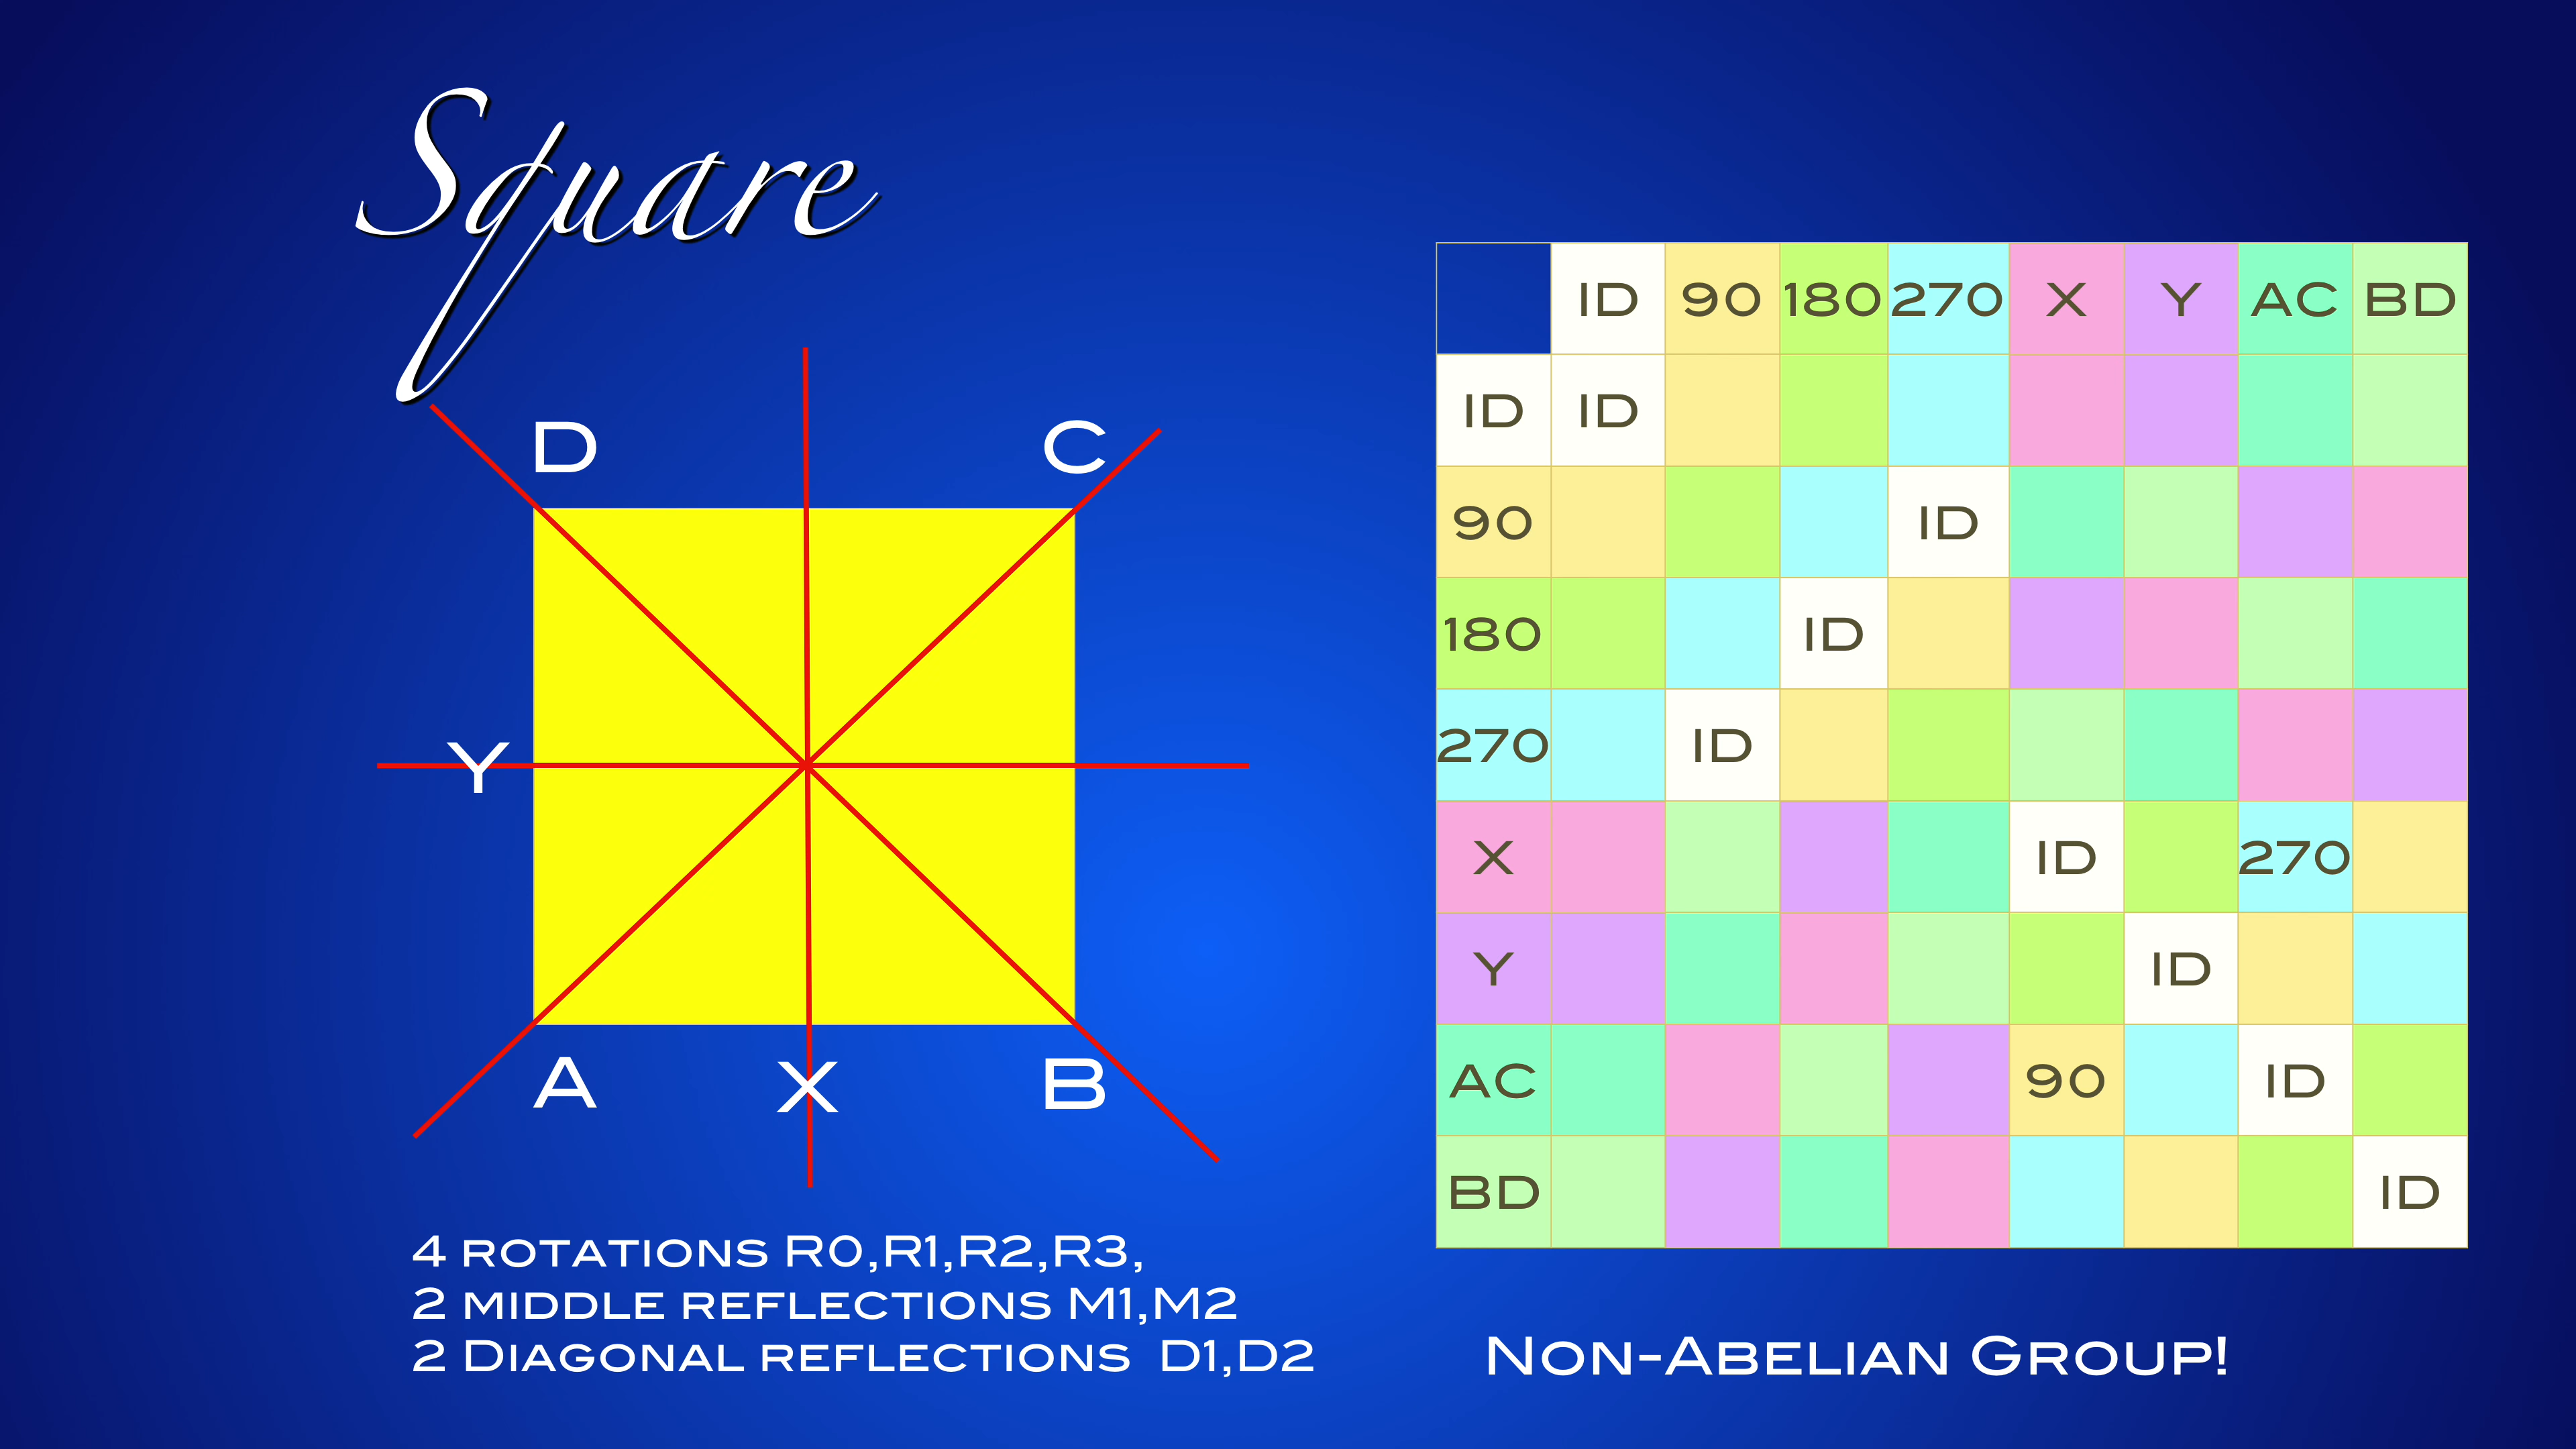 Square
D C
Y
A X B
4 rotations R0,R1,R2,R3,
2 middle reflections M1,M2
2 Diagonal reflections D1,D2
ID 90 180 270 X Y AC BD
ID ID
90 ID
180 ID
270 ID
X ID 270
Y ID
AC 90 ID
BD ID
Non-Abelian Group!